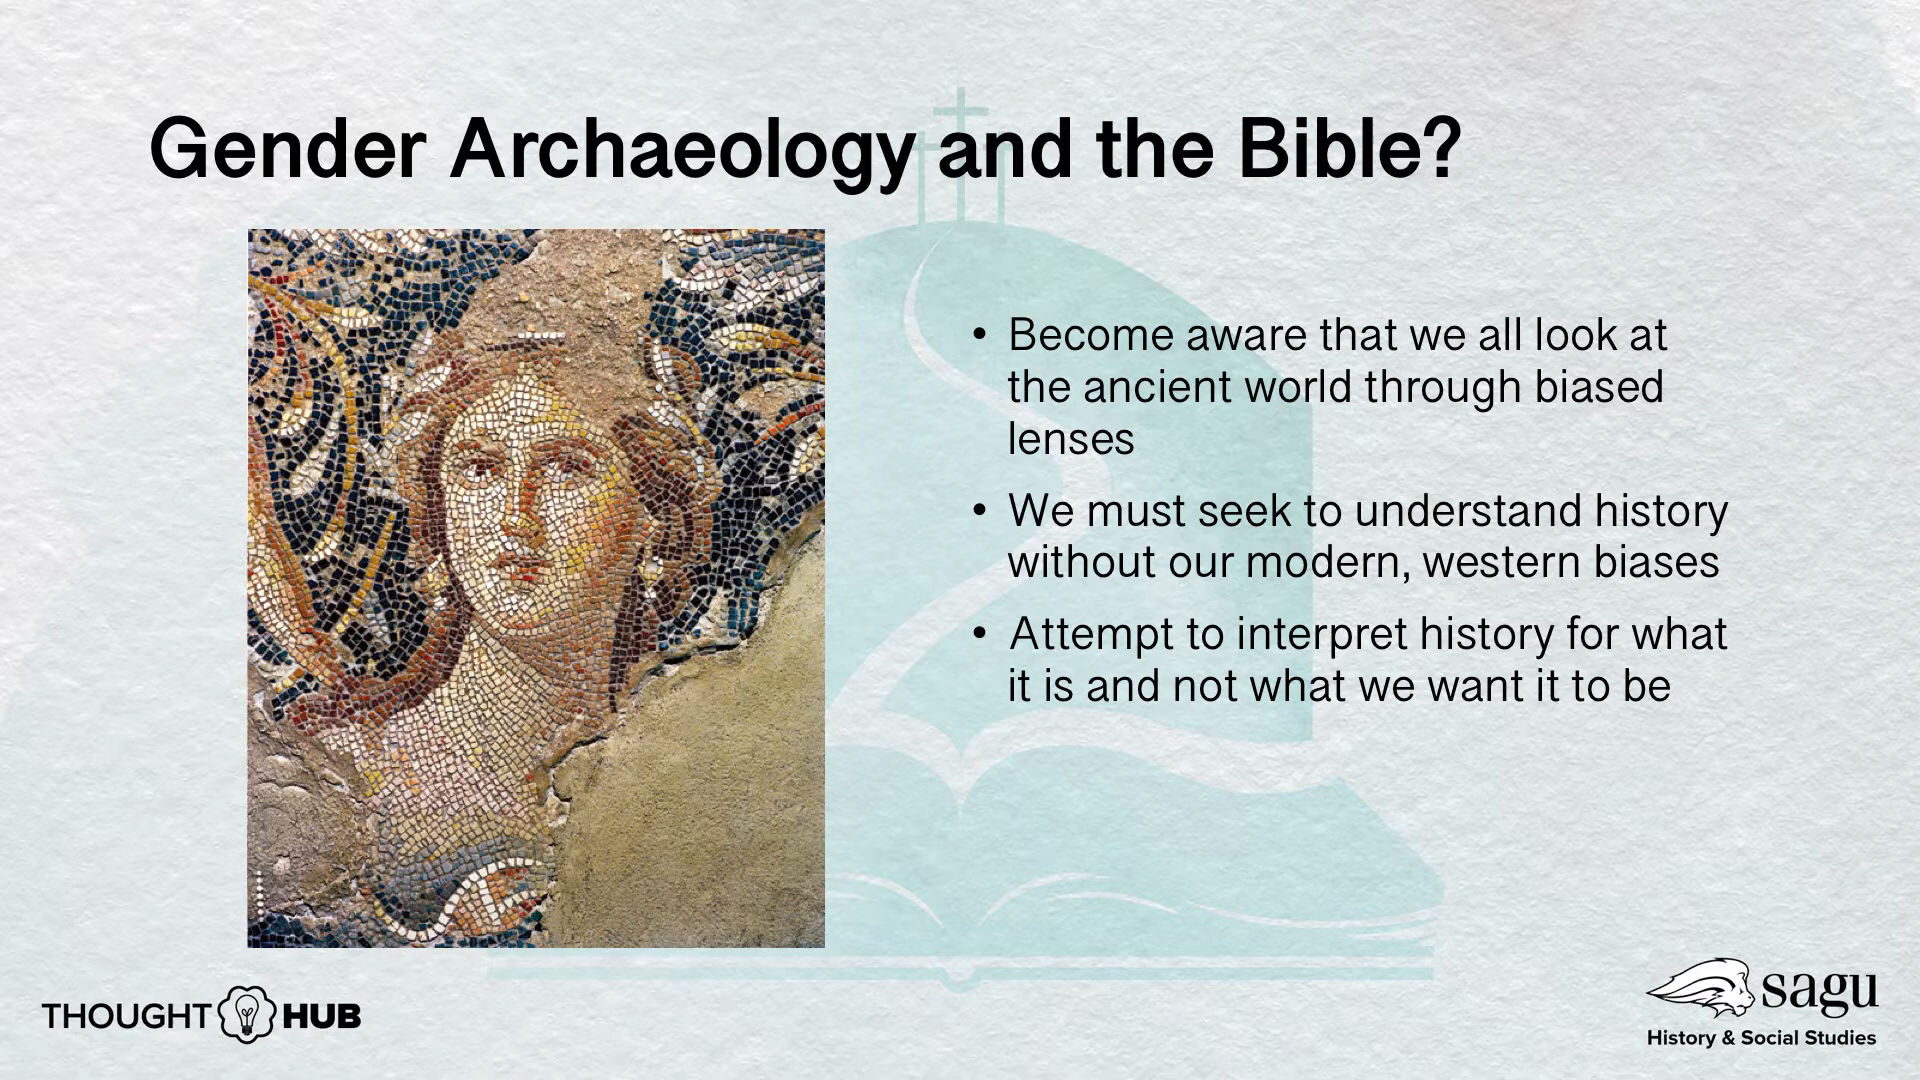 Gender Archaeology and the Bible?
• Become aware that we all look at
the ancient world through biased
lenses
• We must seek to understand history
without our modern, western biases
• Attempt to interpret history for what
it is and not what we want it to be
THOUGHT HUB
sagu
History & Social Studies